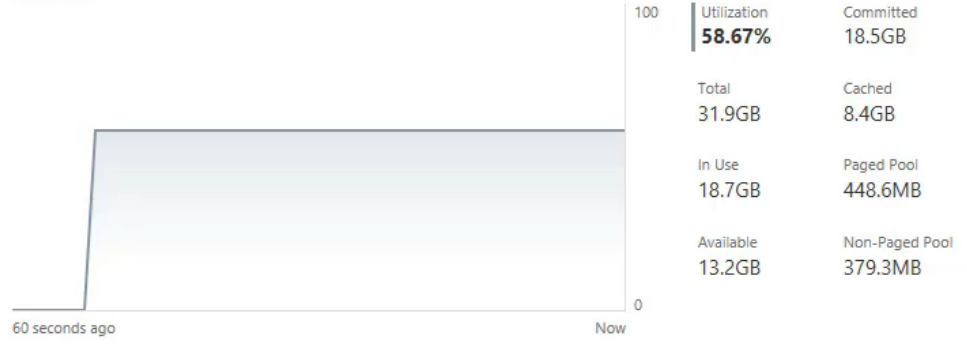 100
0
60 seconds ago
Now
Utilization
58.67%
Committed
18.5GB
Total
31.9GB
Cached
8.4GB
In Use
18.7GB
Paged Pool
448.6MB
Available
13.2GB
Non-Paged Pool
379.3MB